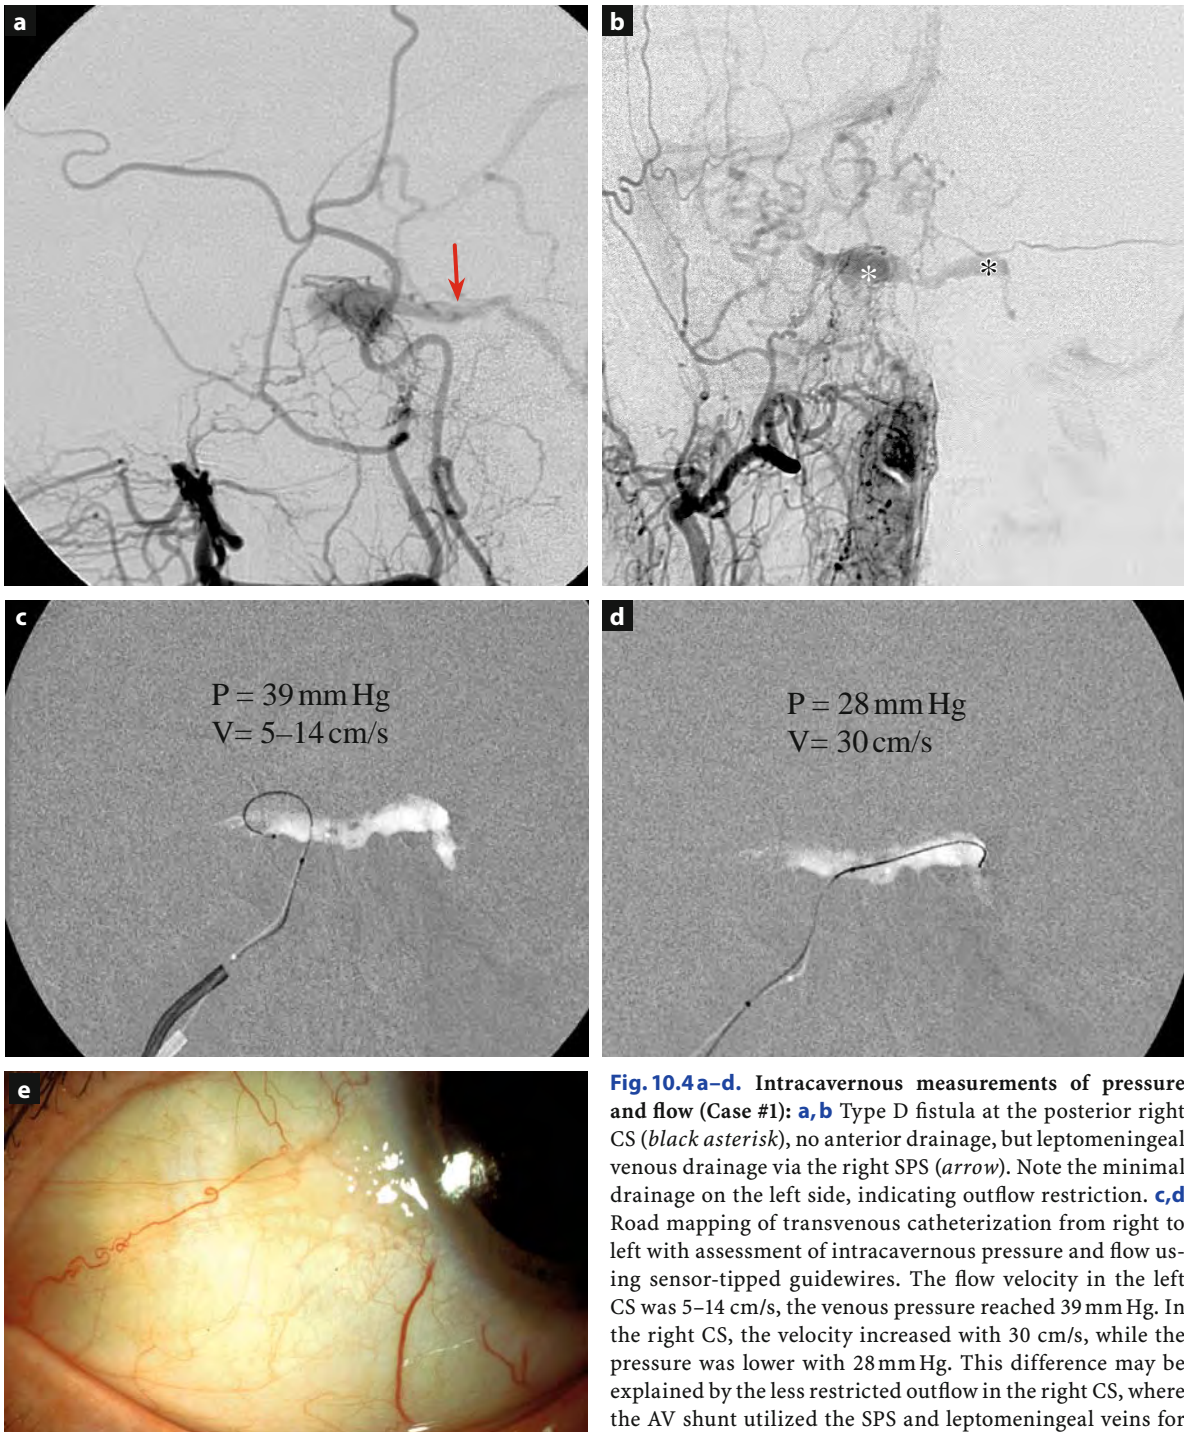 a
b
*
*
c
P = 39 mm Hg
V= 5–14 cm/s
d
P = 28 mm Hg
V= 30 cm/s
e
Fig. 10.4 a–d. Intracavernous measurements of pressure
and flow (Case #1): a, b Type D fistula at the posterior right
CS (black asterisk), no anterior drainage, but leptomeningeal
venous drainage via the right SPS (arrow). Note the minimal
drainage on the left side, indicating outflow restriction. c,d
Road mapping of transvenous catheterization from right to
left with assessment of intracavernous pressure and flow us-
ing sensor-tipped guidewires. The flow velocity in the left
CS was 5–14 cm/s, the venous pressure reached 39 mm Hg. In
the right CS, the velocity increased with 30 cm/s, while the
pressure was lower with 28 mm Hg. This difference may be
explained by the less restricted outflow in the right CS, where
the AV shunt utilized the SPS and leptomeningeal veins for